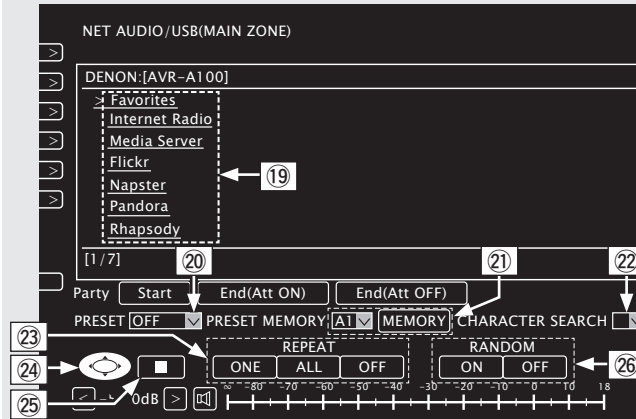 NET AUDIO/USB(MAIN ZONE)
>
>
>
>
>
>
DENON:[AVR-A100]
> Favorites
Internet Radio
Media Server
Flickr
Napster
Pandora
Rhapsody
⑲
[1/7]
⑳ ㉑ ㉒
Party Start End(Att ON) End(Att OFF)
PRESET OFF PRESET MEMORY A1 MEMORY CHARACTER SEARCH
㉓ REPEAT RANDOM
㉔ ONE ALL OFF ON OFF ㉖
∞ -80 -70 -60 -50 -40 -30 -20 -10 0 10 18
㉕ < 0dB >